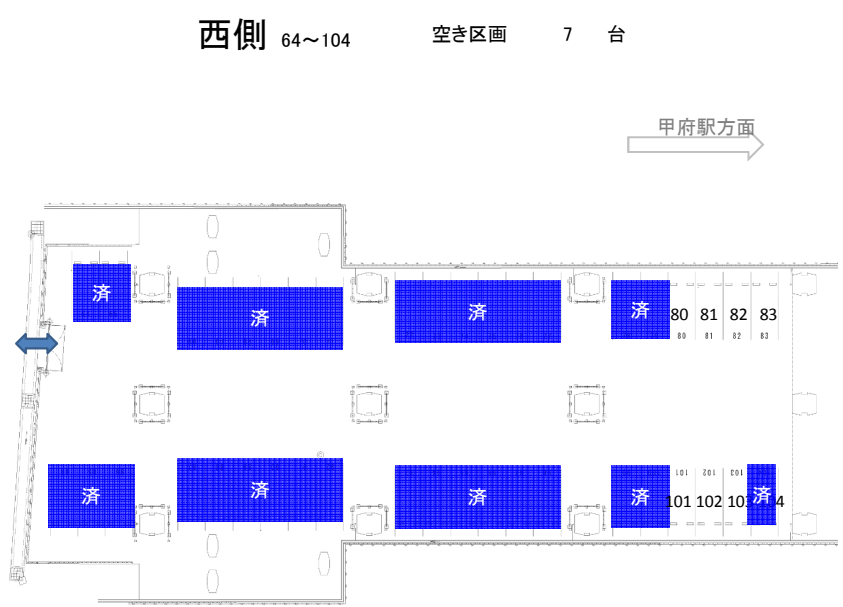 西側 64～104 空き区画 7 台
甲府駅方面
済 済 済 済 80 81 82 83
80 81 82 83
101 102 103
済 済 済 済 101 102 103 済 4